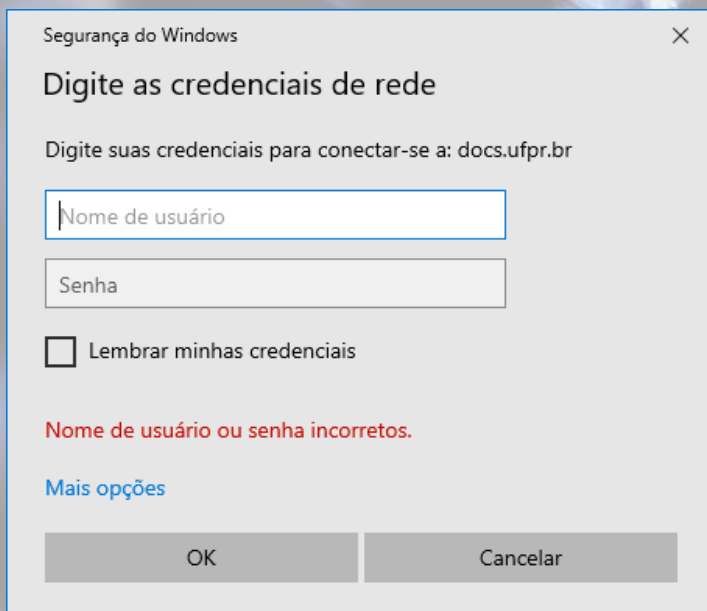 Segurança do Windows
Digite as credenciais de rede
Digite suas credenciais para conectar-se a: docs.ufpr.br
Nome de usuário
Senha
Lembrar minhas credenciais
Nome de usuário ou senha incorretos.
Mais opções
OK
Cancelar